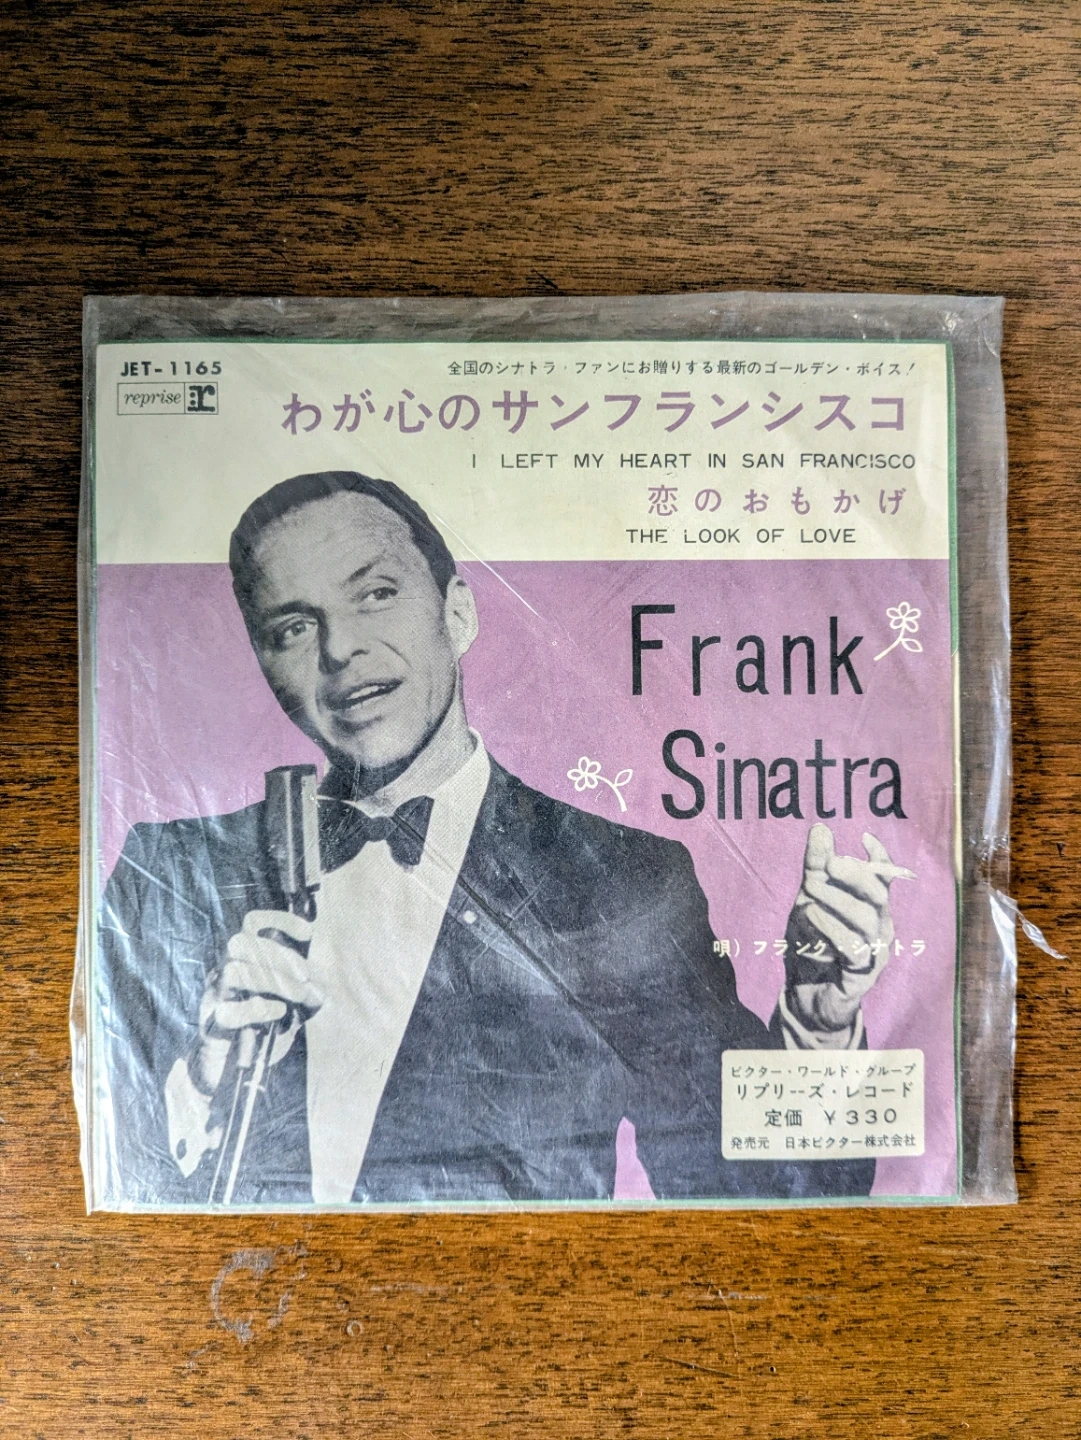 JET-1165
reprise r
全国のシナトラ・ファンにお贈りする最新のゴールデン・ボイス!
わが心のサンフランシスコ
I LEFT MY HEART IN SAN FRANCISCO
恋のおもかげ
THE LOOK OF LOVE
Frank
Sinatra
唄)フランク・シナトラ
ビクター・ワールド・グループ
リプリーズ・レコード
定価 ¥330
発売元 日本ビクター株式会社